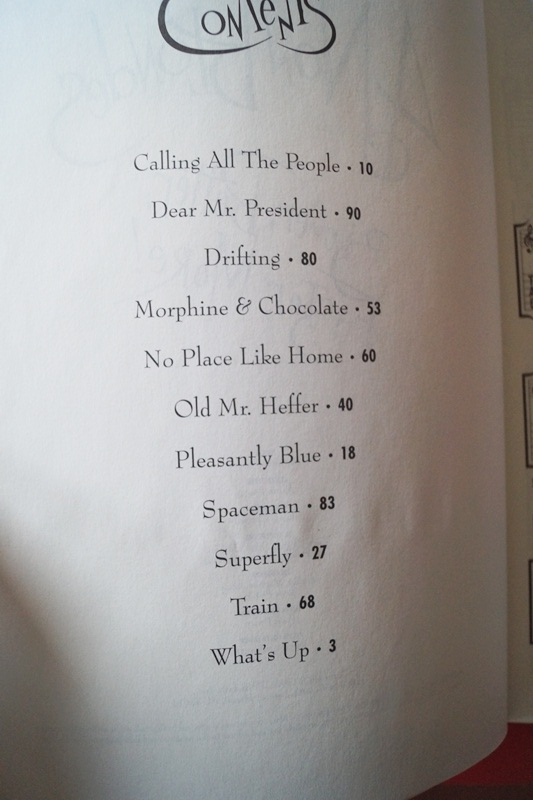 Contents
Calling All The People • 10
Dear Mr. President • 90
Drifting • 80
Morphine & Chocolate • 53
No Place Like Home • 60
Old Mr. Heffer • 40
Pleasantly Blue • 18
Spaceman • 83
Superfly • 27
Train • 68
What's Up • 3